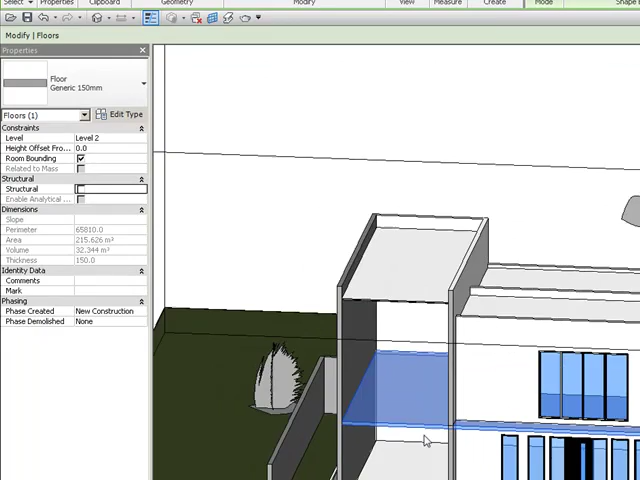 Select ▾ Properties Clipboard Geometry Modify View Measure Create Mode Shape E
Modify | Floors
Properties
Floor
Generic 150mm
Floors (1) Edit Type
Constraints
Level Level 2
Height Offset Fro... 0.0
Room Bounding
Related to Mass
Structural
Structural
Enable Analytical ...
Dimensions
Slope
Perimeter 65810.0
Area 215.626 m³
Volume 32.344 m³
Thickness 150.0
Identity Data
Comments
Mark
Phasing
Phase Created New Construction
Phase Demolished None